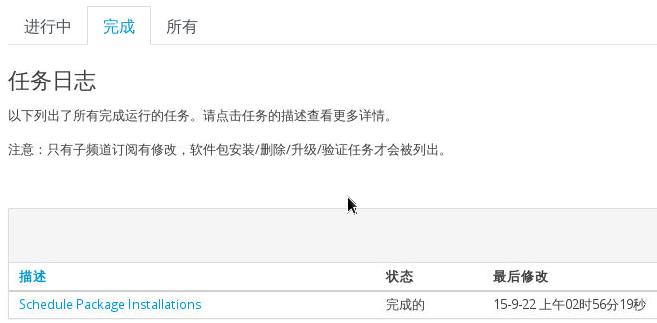 进行中 完成 所有
任务日志
以下列出了所有完成运行的任务。请点击任务的描述查看更多详情。
注意：只有子频道订阅有修改，软件包安装/删除/升级/验证任务才会被列出。
描述 状态 最后修改
Schedule Package Installations 完成的 15-9-22 上午02时56分19秒